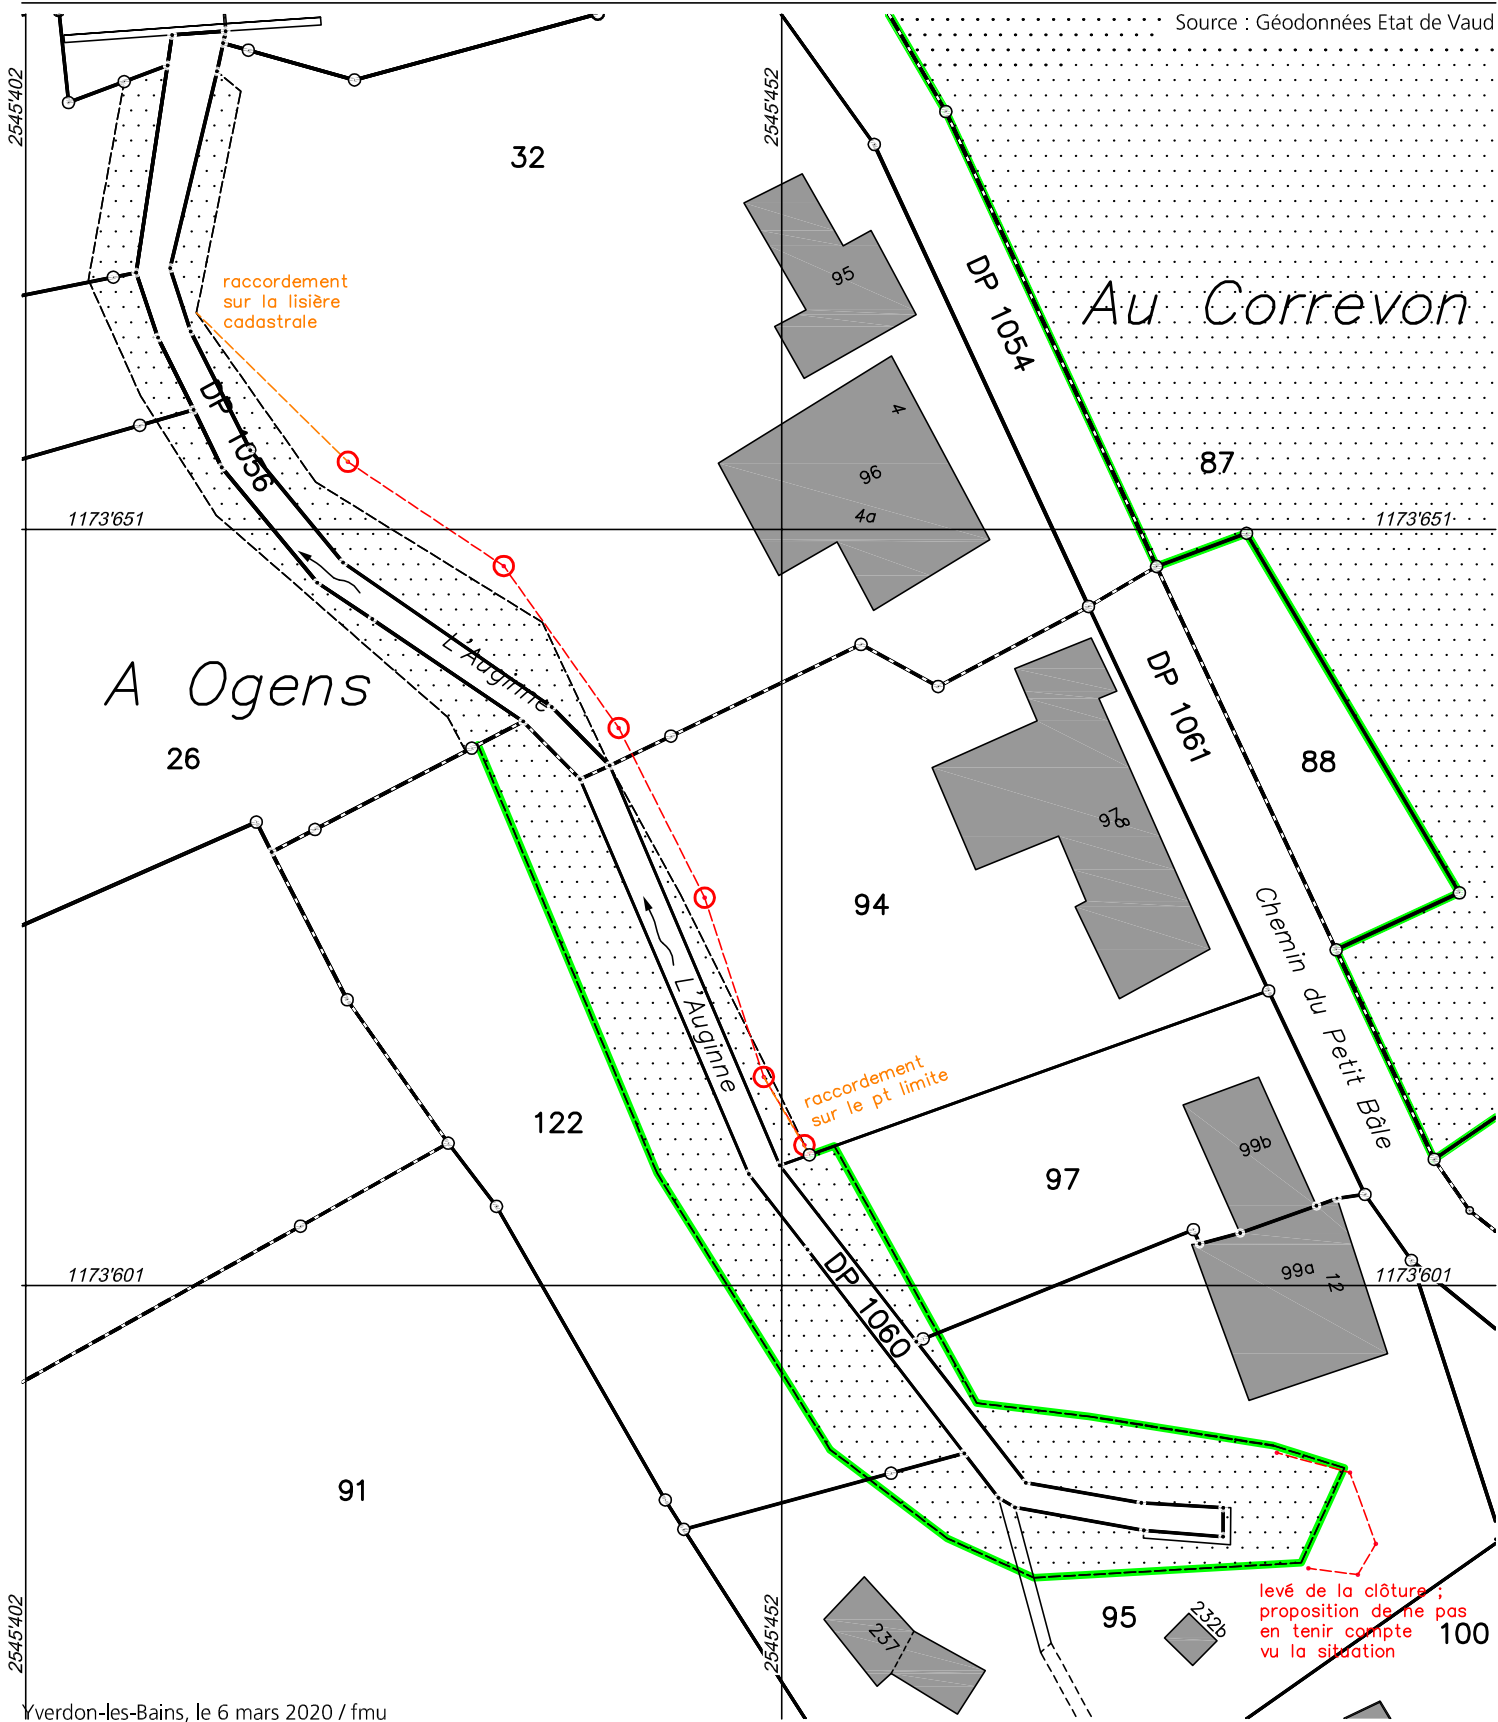 Source : Géodonnées Etat de Vaud
2545'402
2545'452
32
95
DP 1054
Au Correvon
raccordement
sur la lisière
cadastrale
DP 1056
4
96
4a
87
1173'651
1173'651
L'Auginne
A Ogens
26
DP 1061
88
97
8
94
Chemin du Petit Bâle
L'Auginne
raccordement
sur le pt limite
122
99b
97
1173'601
99a
12
1173'601
DP 1060
91
levé de la clôture ;
proposition de ne pas
en tenir compte
vu la situation
95
232b
100
237
2545'402
2545'452
Yverdon-les-Bains, le 6 mars 2020 / fmu